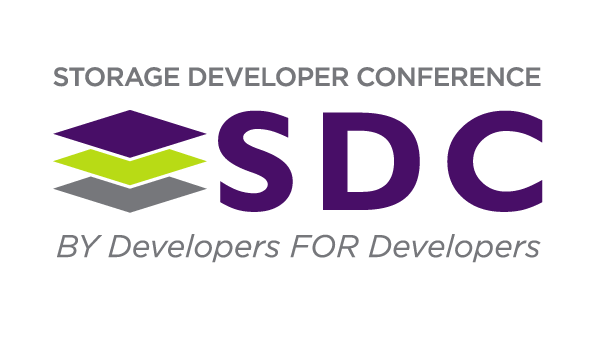 STORAGE DEVELOPER CONFERENCE
SDC
BY Developers FOR Developers